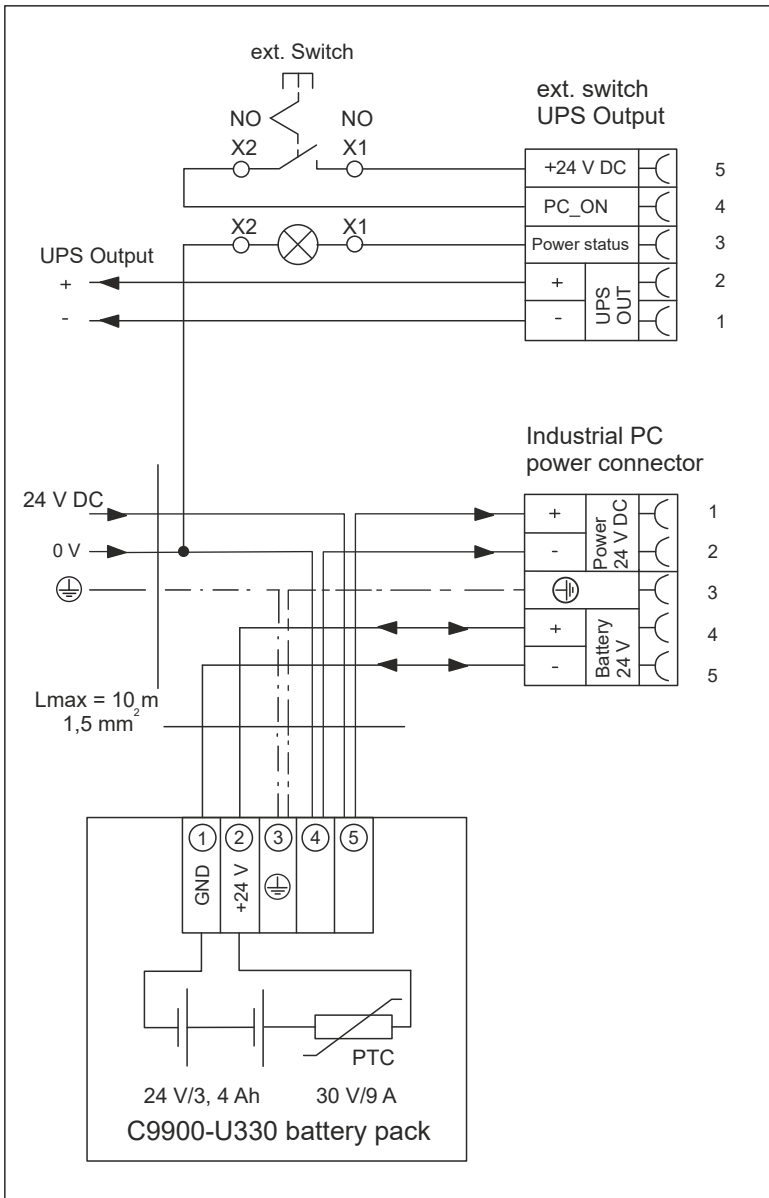 ext. Switch
ext. switch
UPS Output
NO NO
X2 X1
+24 V DC 5
PC_ON 4
X2 X1
Power status 3
UPS Output
+ + 2
- - 1
UPS
OUT
Industrial PC
power connector
24 V DC
+ 1
0 V
- 2
Power
24 V DC
3
+ 4
- 5
Battery
24 V
Lmax = 10 m
1,5 mm²
1 2 3 4 5
GND
+24 V
PTC
24 V/3, 4 Ah 30 V/9 A
C9900-U330 battery pack